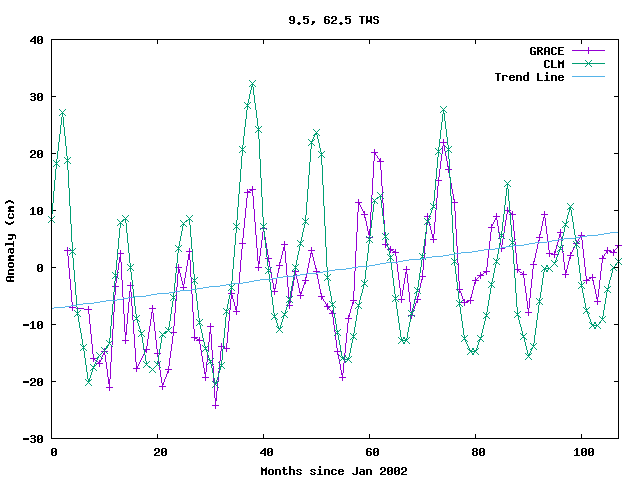 9.5, 62.5 TWS
GRACE
CLM
Trend Line
40
30
20
10
0
-10
-20
-30
Anomaly (cm)
0 20 40 60 80 100
Months since Jan 2002